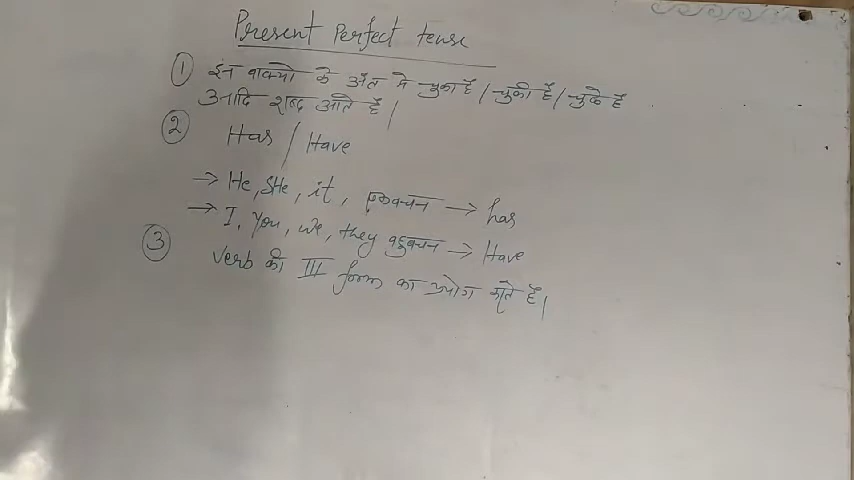 Present Perfect tense
① इन वाक्यो के अंत मे चुका है / चुकी है / चुके है
आदि शब्द आते है।
② Has / Have
→ He, SHe, it, एकवचन → has
→ I, You, we, they बहुवचन → Have
③ Verb की III form का प्रयोग करते है।